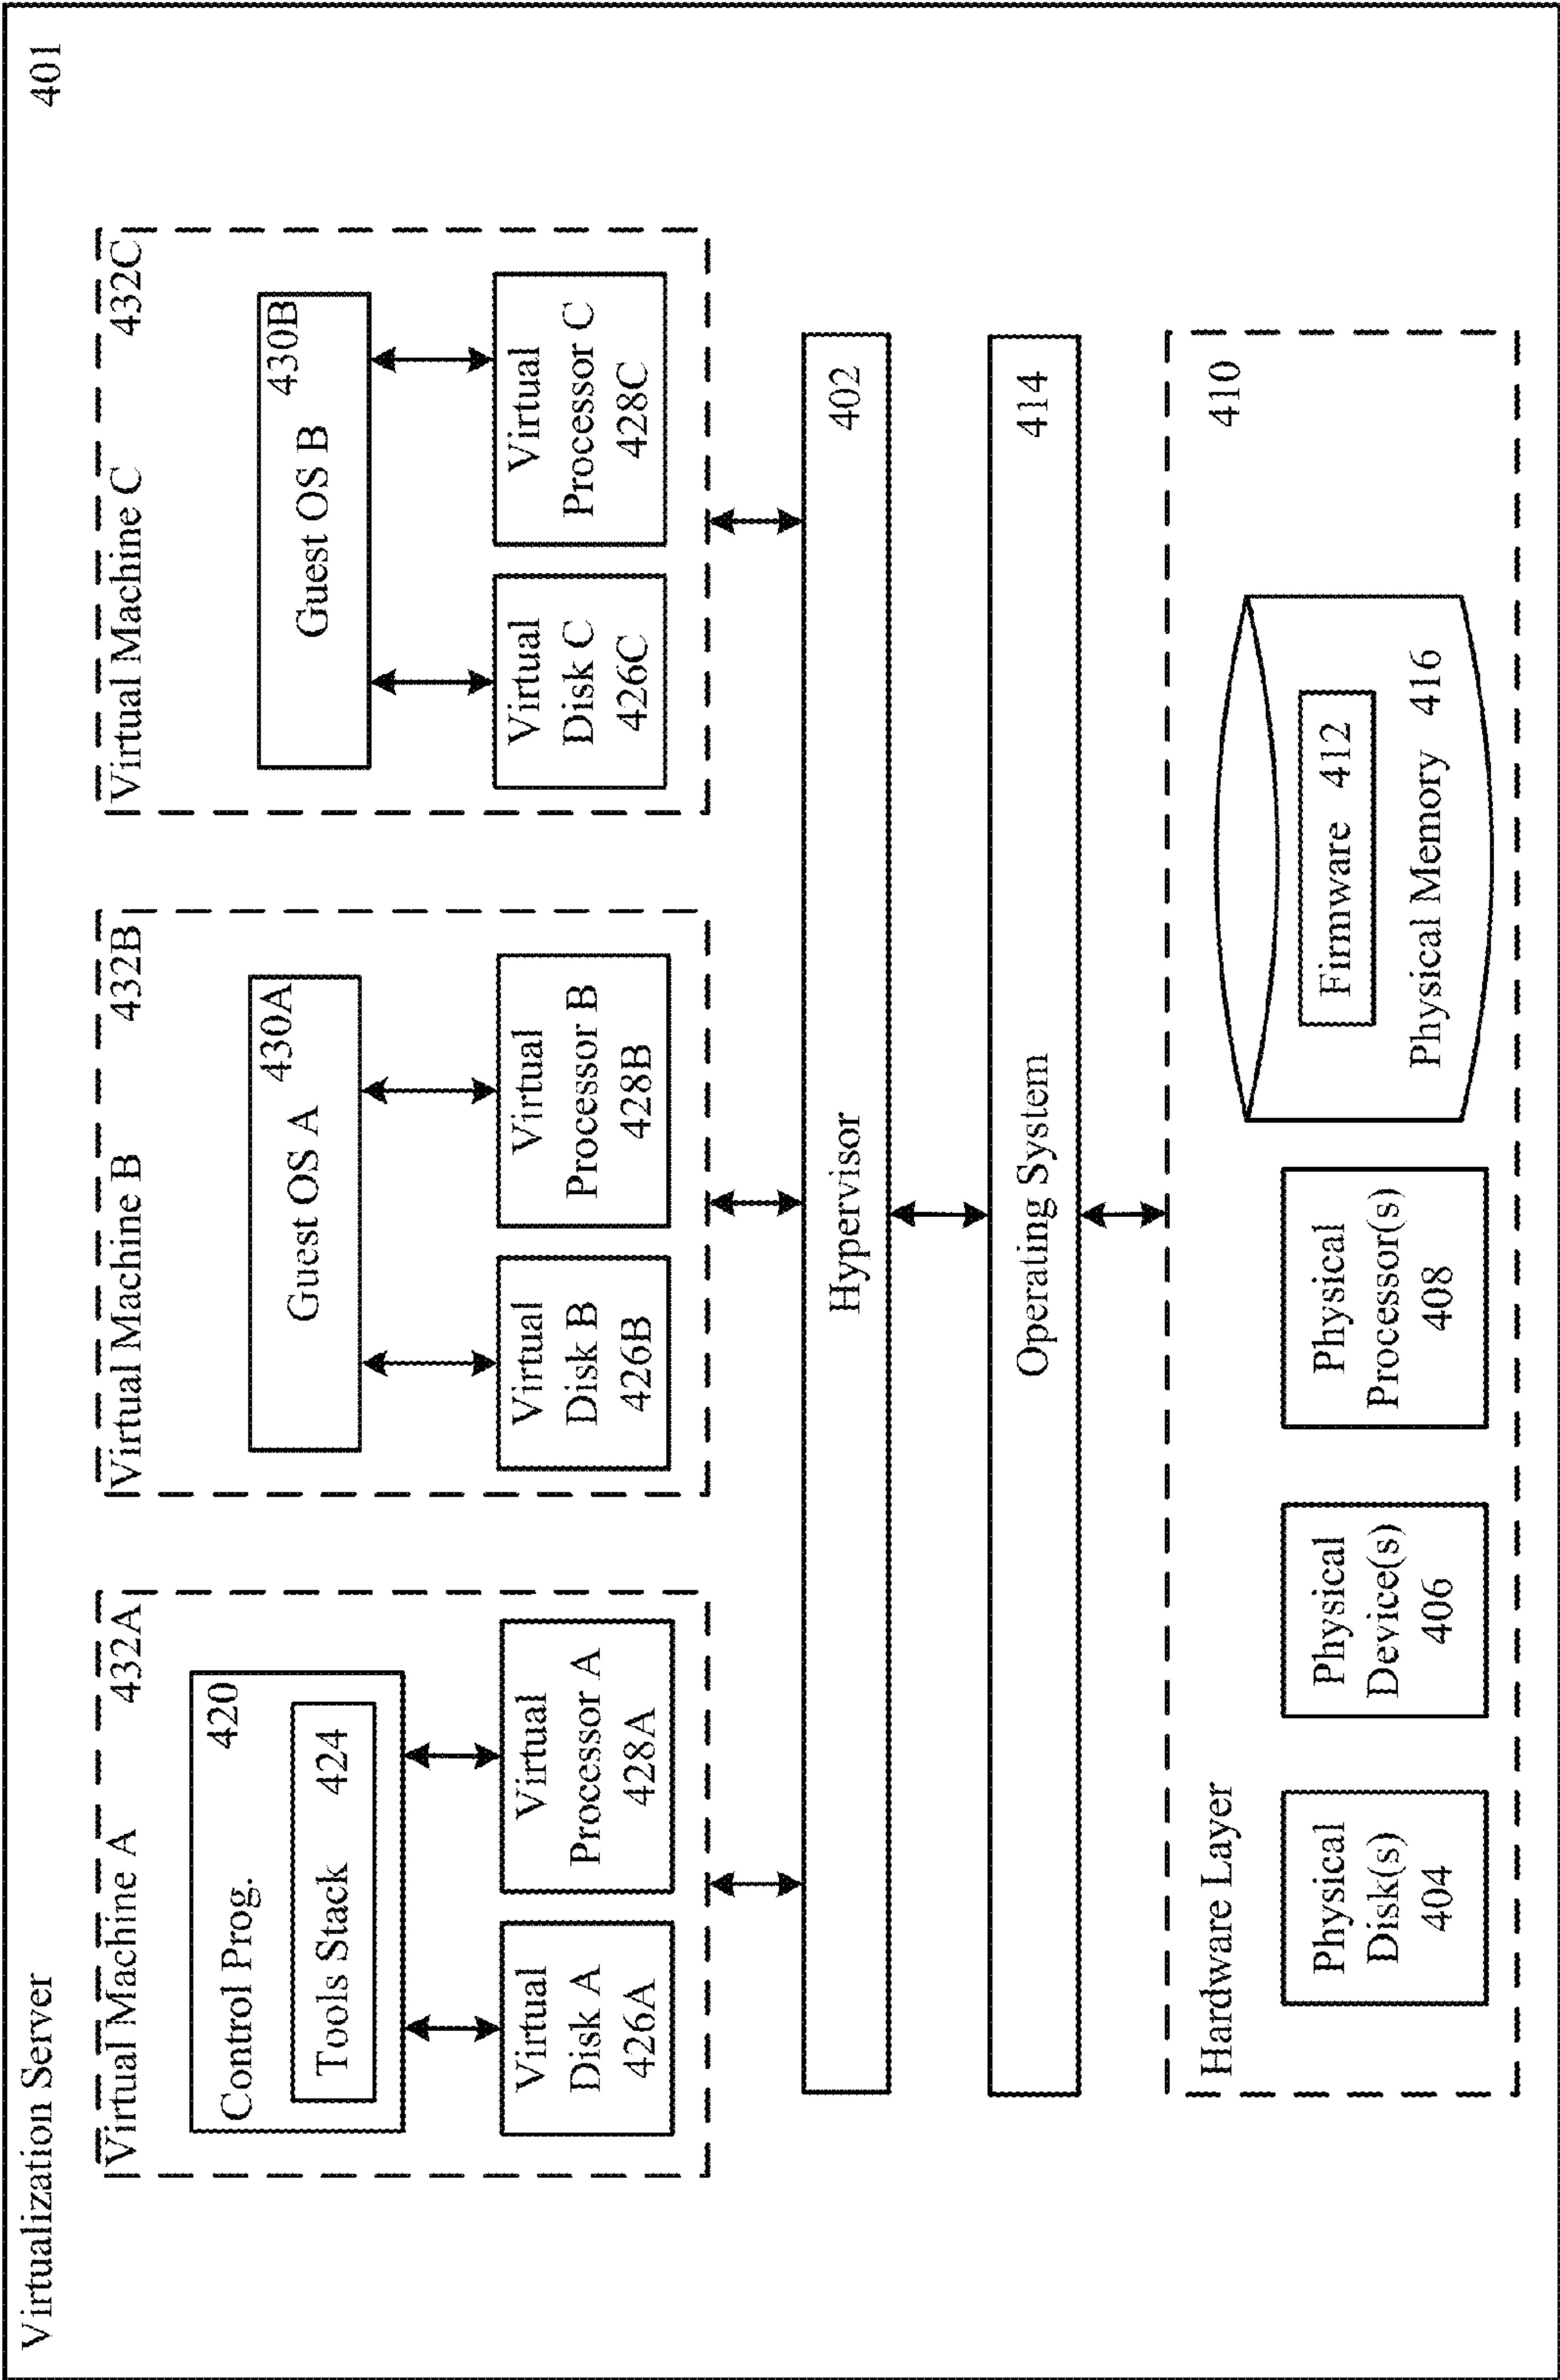 Virtualization Server
401
Virtual Machine A
432A
Control Prog.
420
Tools Stack 424
Virtual
Disk A
426A
Virtual
Processor A
428A
Virtual Machine B
432B
430A
Guest OS A
Virtual
Disk B
426B
Virtual
Processor B
428B
Virtual Machine C
432C
430B
Guest OS B
Virtual
Disk C
426C
Virtual
Processor C
428C
Hypervisor
402
Operating System
414
Hardware Layer
410
Physical
Disk(s)
404
Physical
Device(s)
406
Physical
Processor(s)
408
Firmware 412
Physical Memory 416